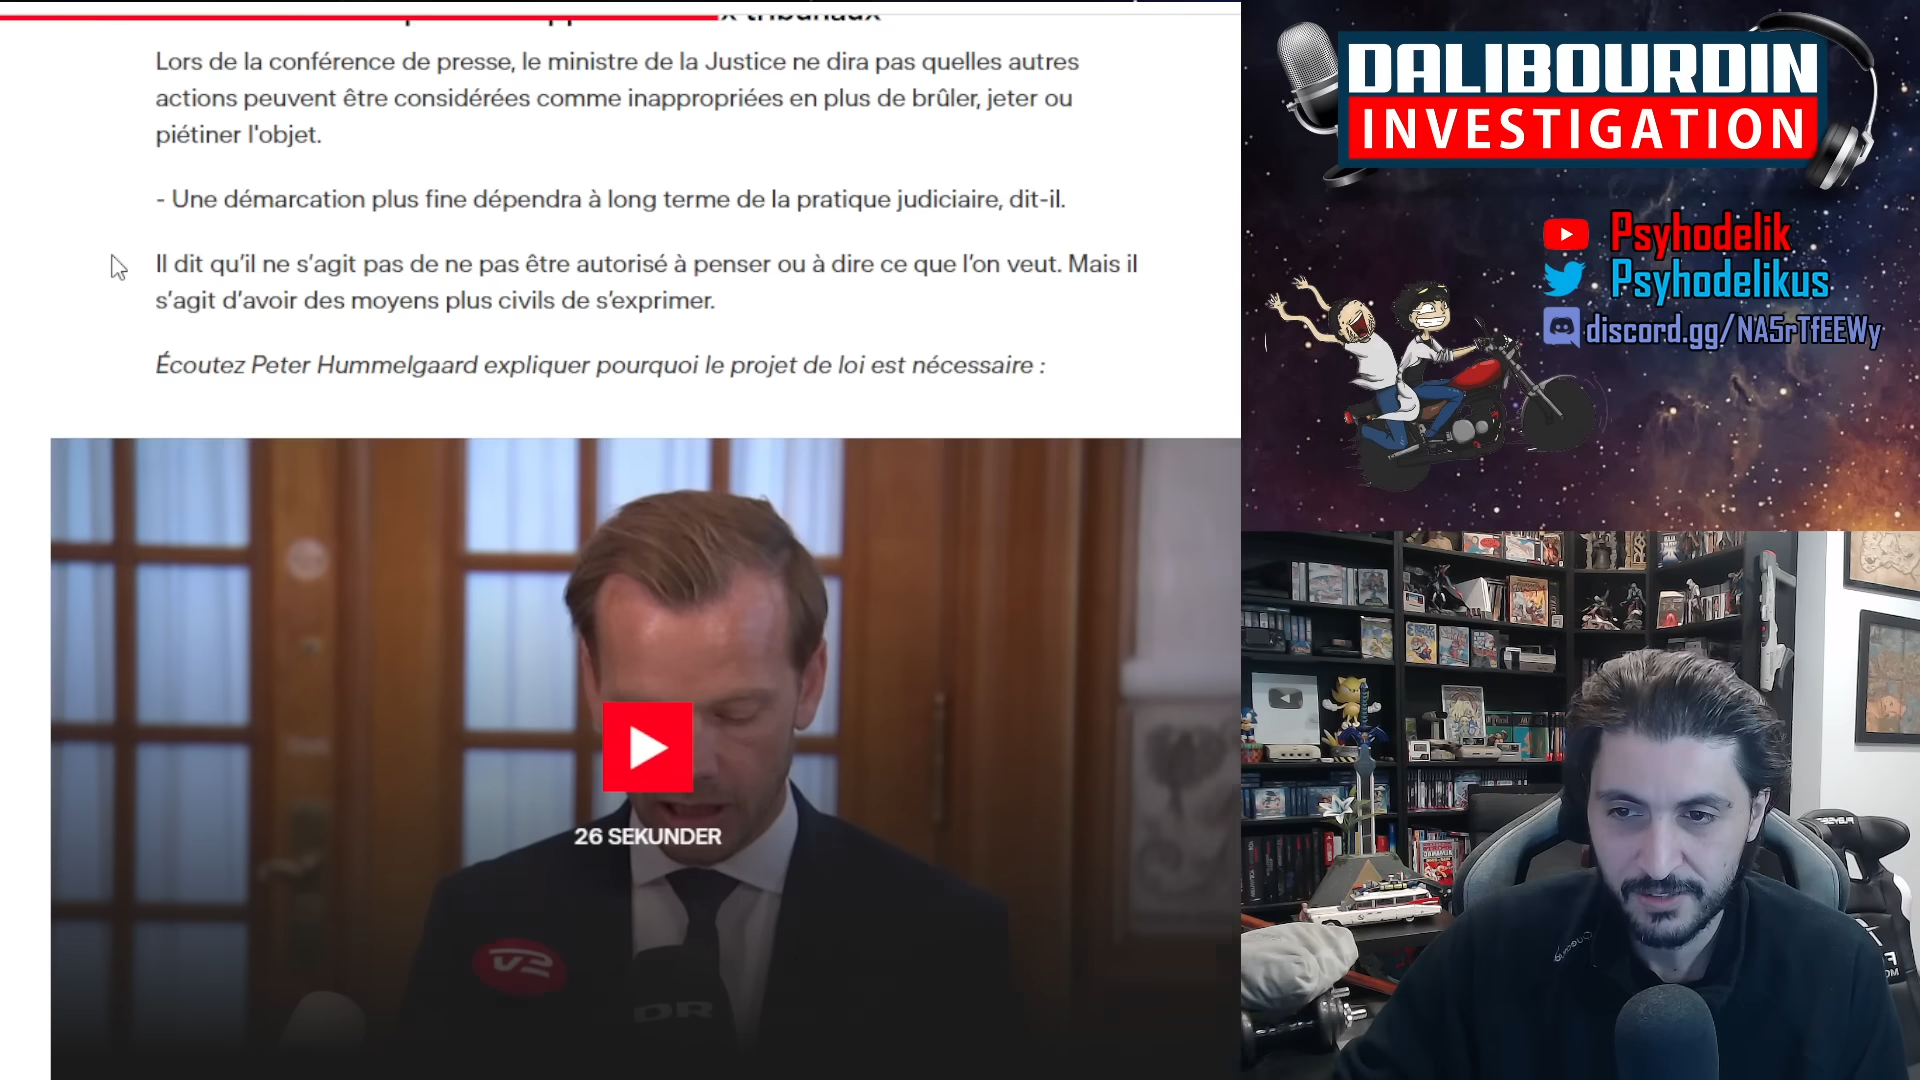 x tribunaux
Lors de la conférence de presse, le ministre de la Justice ne dira pas quelles autres
actions peuvent être considérées comme inappropriées en plus de brûler, jeter ou
piétiner l'objet.
- Une démarcation plus fine dépendra à long terme de la pratique judiciaire, dit-il.
Il dit qu’il ne s’agit pas de ne pas être autorisé à penser ou à dire ce que l’on veut. Mais il
s’agit d’avoir des moyens plus civils de s’exprimer.
Écoutez Peter Hummelgaard expliquer pourquoi le projet de loi est nécessaire :
26 SEKUNDER
DR
DALIBOURDIN
INVESTIGATION
Psyhodelik
Psyhodelikus
discord.gg/NA5rTfEEWy